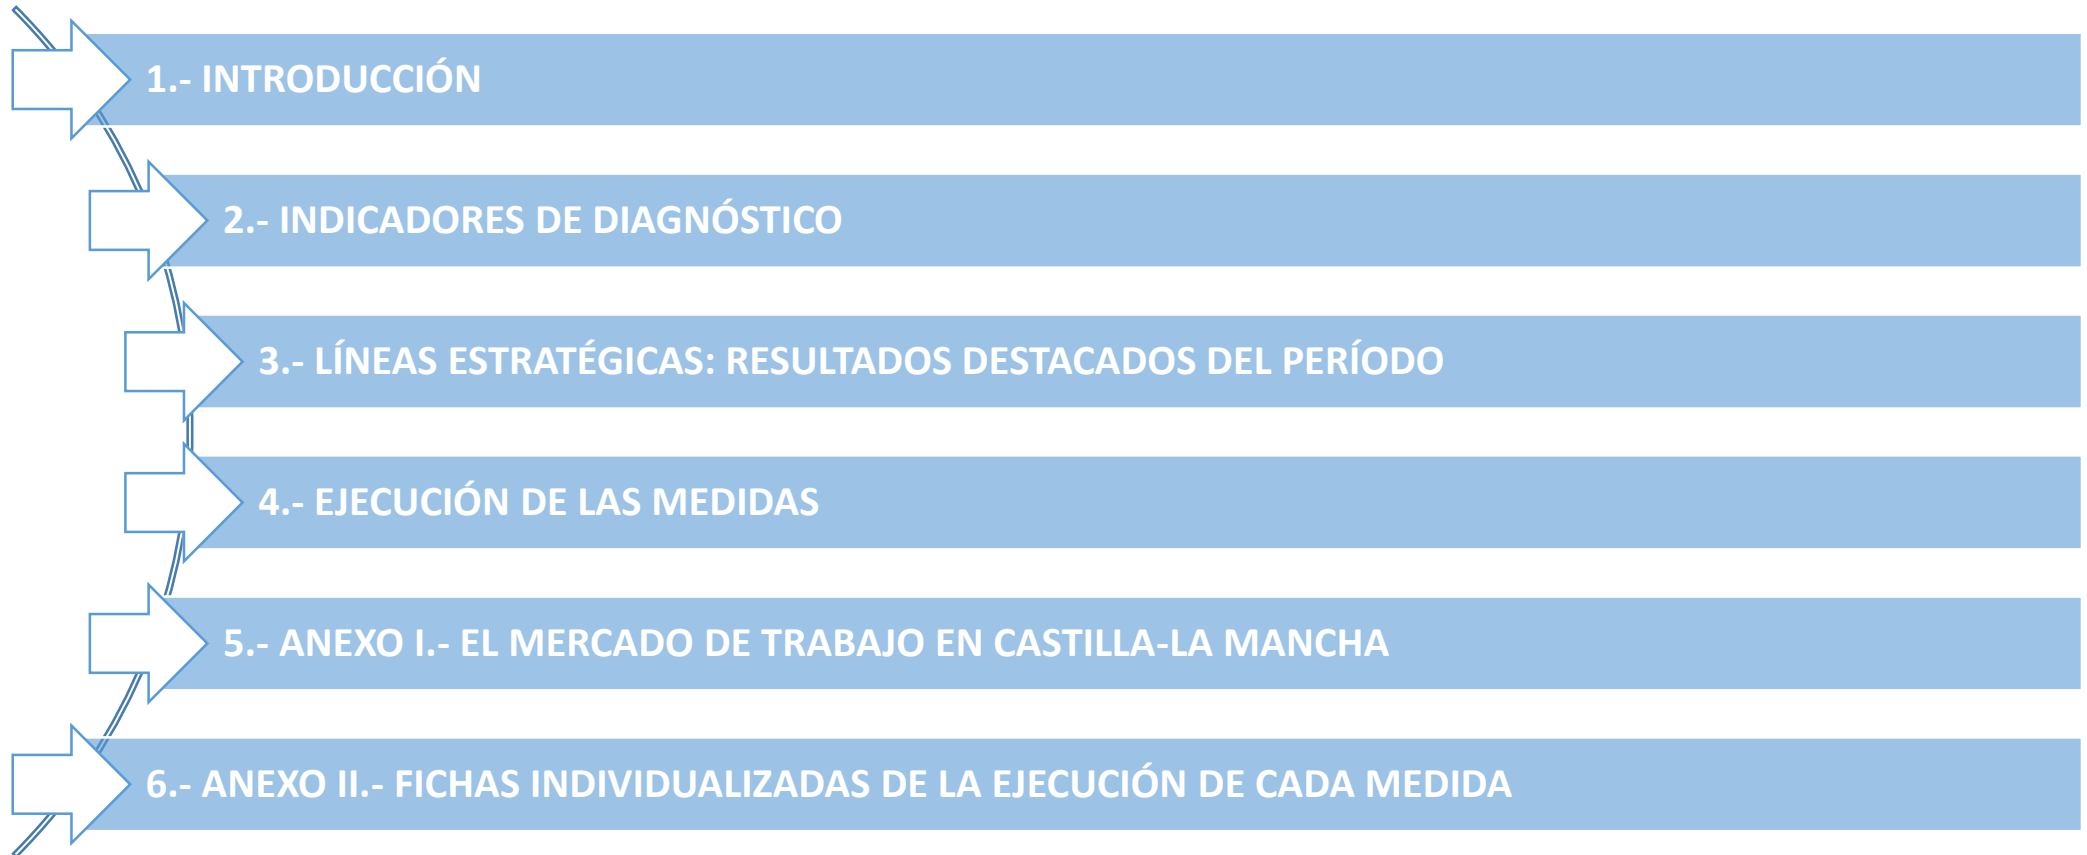 1.- INTRODUCCIÓN
2.- INDICADORES DE DIAGNÓSTICO
3.- LÍNEAS ESTRATÉGICAS: RESULTADOS DESTACADOS DEL PERÍODO
4.- EJECUCIÓN DE LAS MEDIDAS
5.- ANEXO I.- EL MERCADO DE TRABAJO EN CASTILLA-LA MANCHA
6.- ANEXO II.- FICHAS INDIVIDUALIZADAS DE LA EJECUCIÓN DE CADA MEDIDA